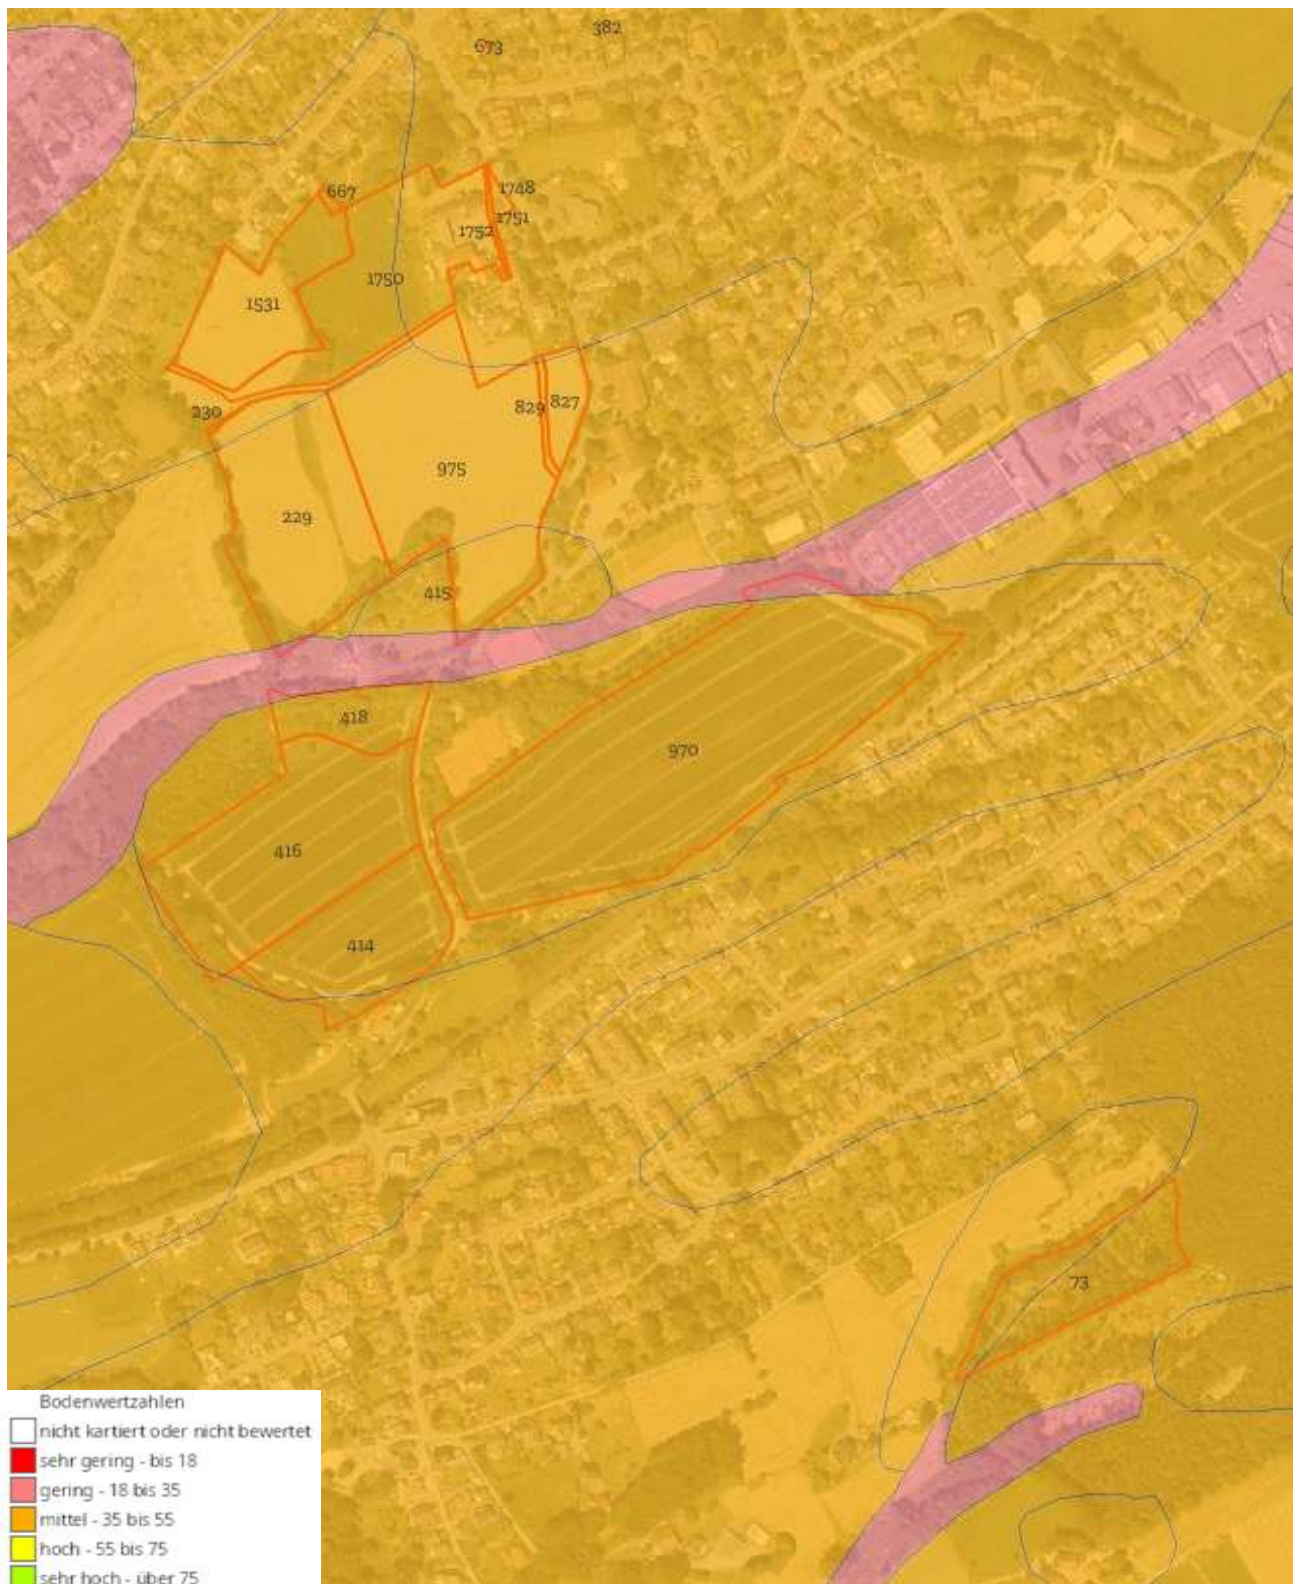 382
673
667
1748
1751
1752
1750
1531
230
829
827
975
229
415
418
970
416
414
73
Bodenwertzahlen
nicht kartiert oder nicht bewertet
sehr gering - bis 18
gering - 18 bis 35
mittel - 35 bis 55
hoch - 55 bis 75
sehr hoch - über 75